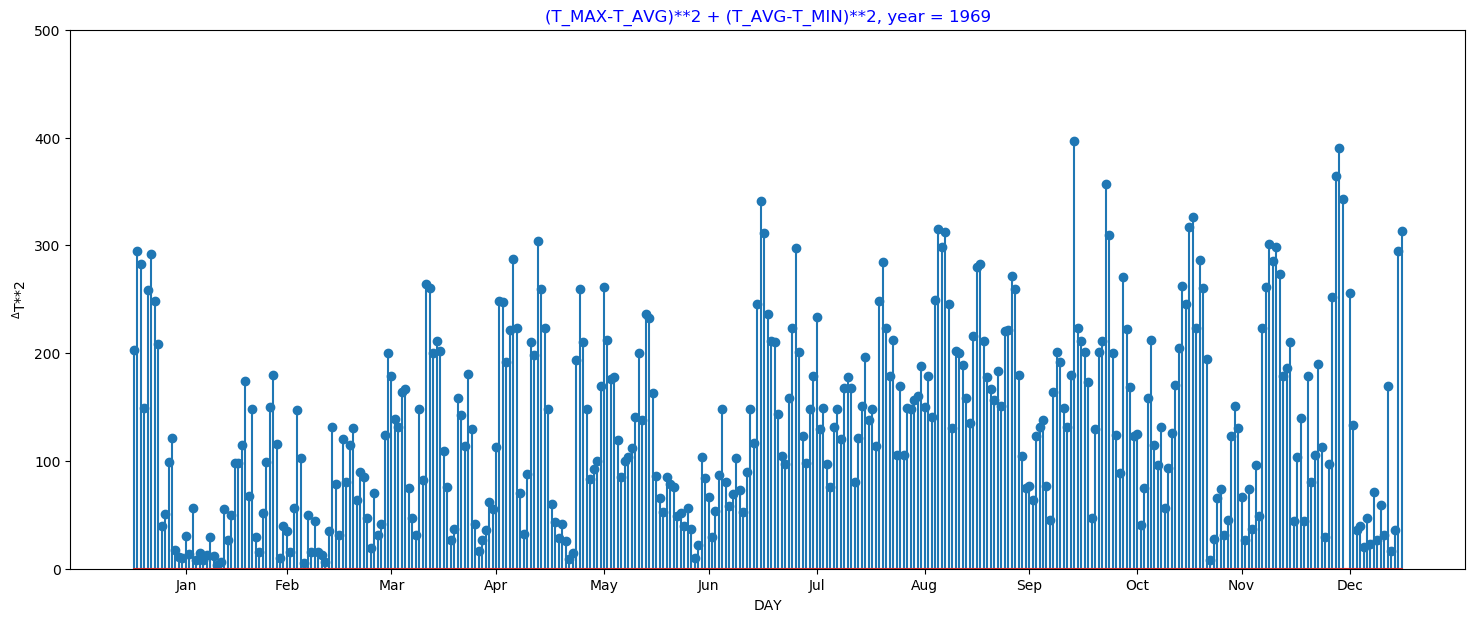 (T_MAX-T_AVG)**2 + (T_AVG-T_MIN)**2, year = 1969
500
400
300
200
100
0
ΔT**2
Jan Feb Mar Apr May Jun Jul Aug Sep Oct Nov Dec
DAY